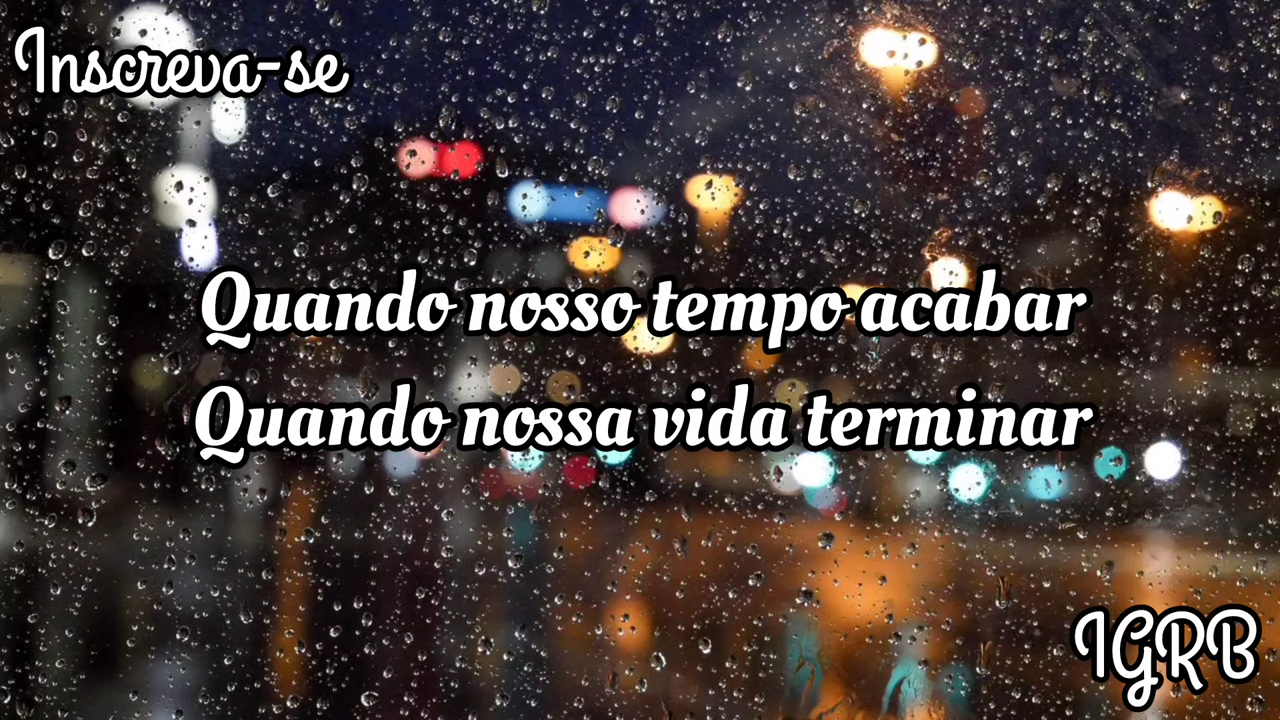 Inscreva-se
Quando nosso tempo acabar
Quando nossa vida terminar
IGRB